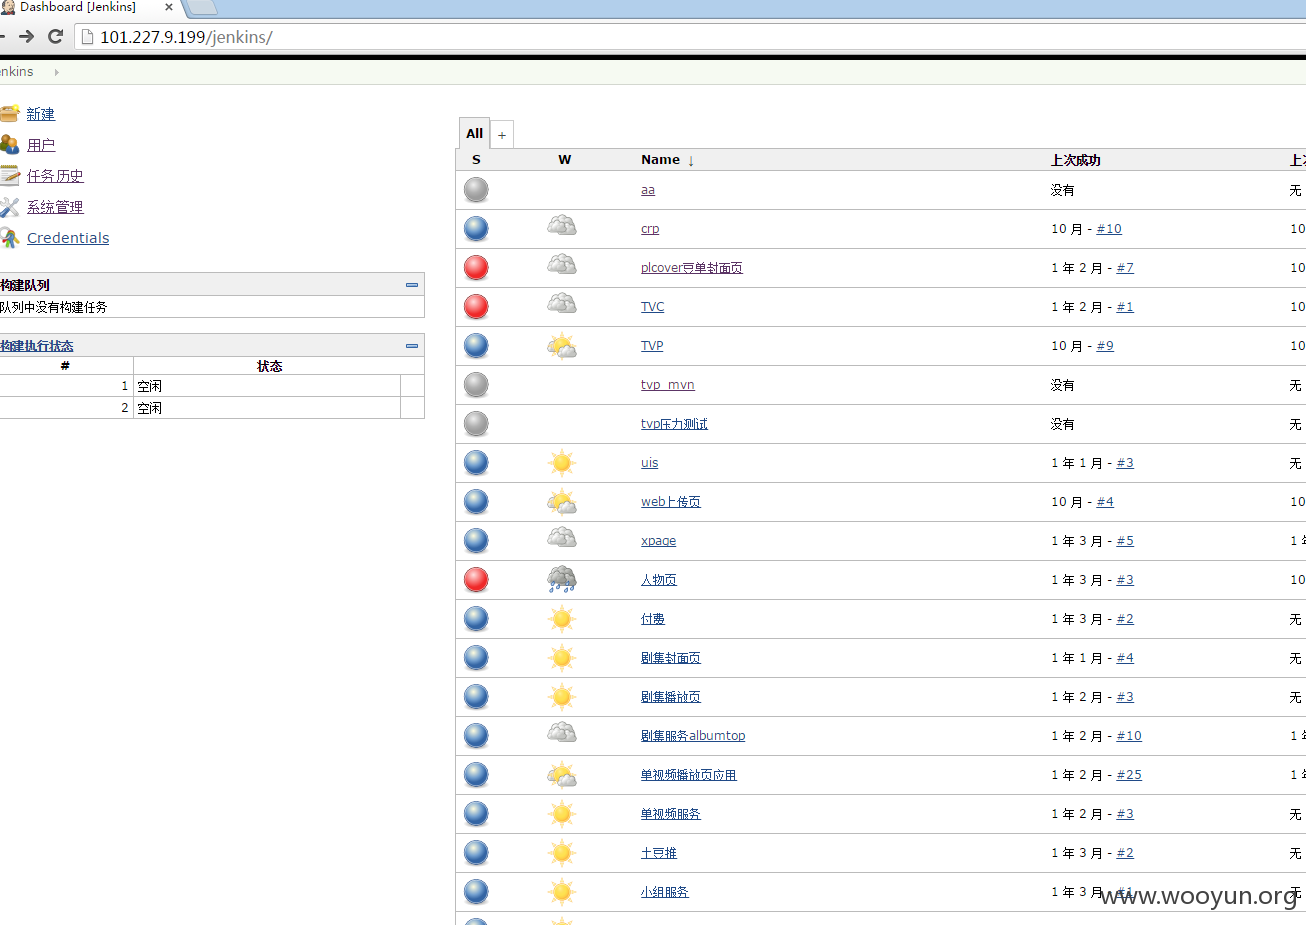 Dashboard [Jenkins]
101.227.9.199/jenkins/
enkins
新建
用户
任务历史
系统管理
Credentials
构建队列
队列中没有构建任务
构建执行状态
# 状态
1 空闲
2 空闲
All +
S W Name ↓ 上次成功 上次
aa 没有 无
crp 10 月 - #10 10
plcover豆单封面页 1 年 2 月 - #7 10
TVC 1 年 2 月 - #1 10
TVP 10 月 - #9 10
tvp_mvn 没有 无
tvp压力测试 没有 无
uis 1 年 1 月 - #3 无
web上传页 10 月 - #4 10
xpage 1 年 3 月 - #5 1 年
人物页 1 年 3 月 - #3 10
付费 1 年 3 月 - #2 无
剧集封面页 1 年 1 月 - #4 无
剧集播放页 1 年 2 月 - #3 无
剧集服务albumtop 1 年 2 月 - #10 1 年
单视频播放页应用 1 年 2 月 - #25 1 年
单视频服务 1 年 2 月 - #3 无
土豆推 1 年 3 月 - #2 无
小组服务 1 年 3 月 - #1 无
www.wooyun.org